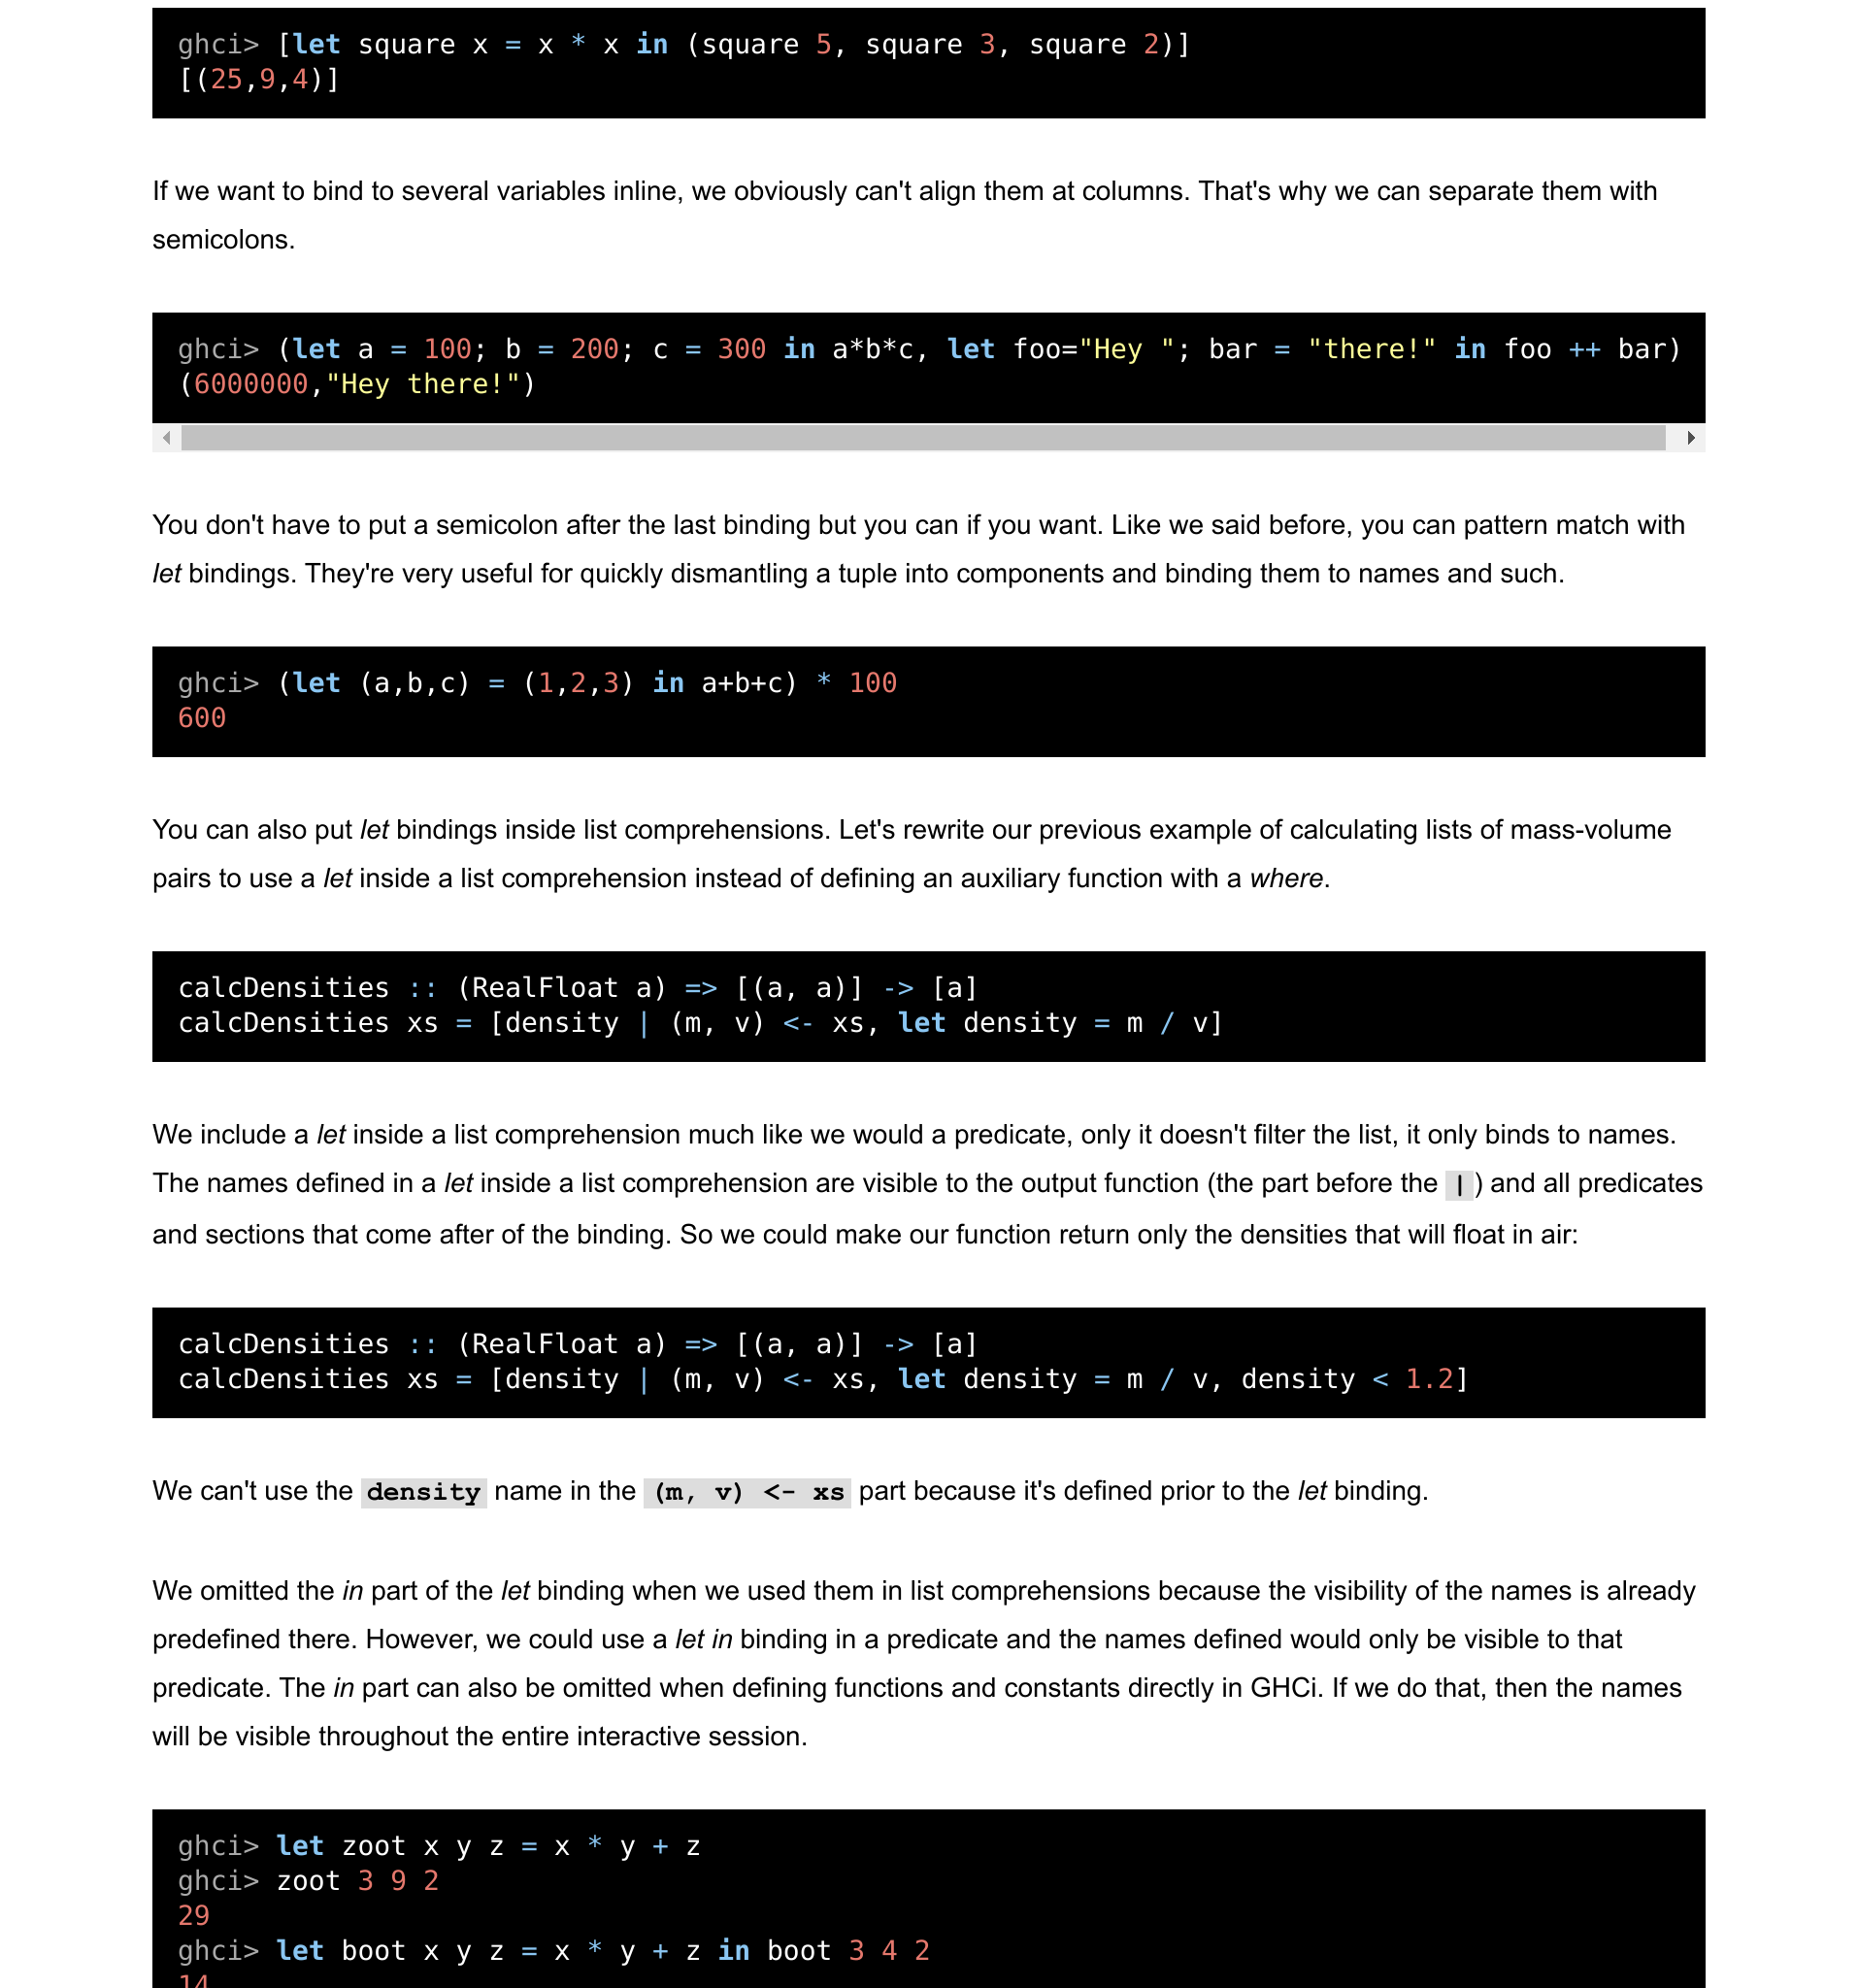 ghci> [let square x = x * x in (square 5, square 3, square 2)]
[(25,9,4)]
If we want to bind to several variables inline, we obviously can't align them at columns. That's why we can separate them with
semicolons.
ghci> (let a = 100; b = 200; c = 300 in a*b*c, let foo="Hey "; bar = "there!" in foo ++ bar)
(6000000,"Hey there!")
You don't have to put a semicolon after the last binding but you can if you want. Like we said before, you can pattern match with
let bindings. They're very useful for quickly dismantling a tuple into components and binding them to names and such.
ghci> (let (a,b,c) = (1,2,3) in a+b+c) * 100
600
You can also put let bindings inside list comprehensions. Let's rewrite our previous example of calculating lists of mass-volume
pairs to use a let inside a list comprehension instead of defining an auxiliary function with a where.
calcDensities :: (RealFloat a) => [(a, a)] -> [a]
calcDensities xs = [density | (m, v) <- xs, let density = m / v]
We include a let inside a list comprehension much like we would a predicate, only it doesn't filter the list, it only binds to names.
The names defined in a let inside a list comprehension are visible to the output function (the part before the |) and all predicates
and sections that come after of the binding. So we could make our function return only the densities that will float in air:
calcDensities :: (RealFloat a) => [(a, a)] -> [a]
calcDensities xs = [density | (m, v) <- xs, let density = m / v, density < 1.2]
We can't use the density name in the (m, v) <- xs part because it's defined prior to the let binding.
We omitted the in part of the let binding when we used them in list comprehensions because the visibility of the names is already
predefined there. However, we could use a let in binding in a predicate and the names defined would only be visible to that
predicate. The in part can also be omitted when defining functions and constants directly in GHCi. If we do that, then the names
will be visible throughout the entire interactive session.
ghci> let zoot x y z = x * y + z
ghci> zoot 3 9 2
29
ghci> let boot x y z = x * y + z in boot 3 4 2
14